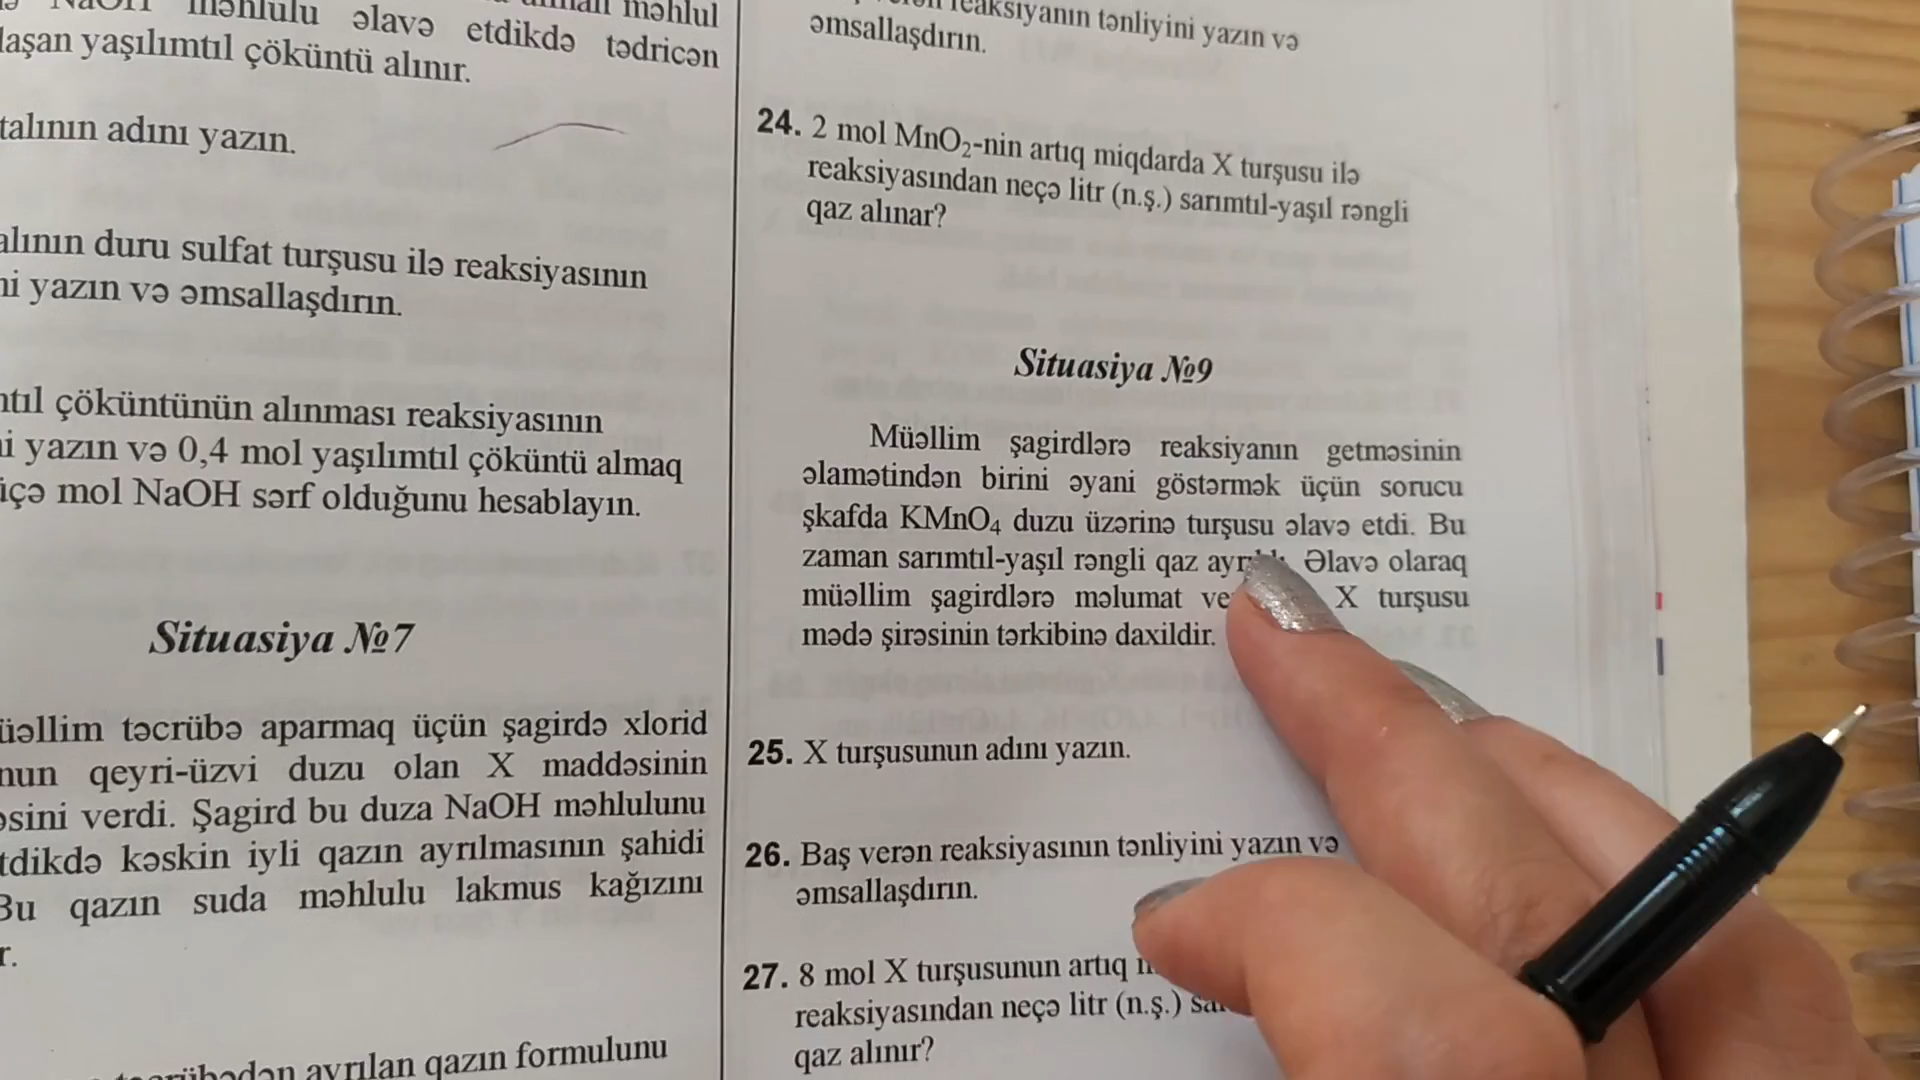 NaOH məhlulu əlavə etdikdə tədricən
laşan yaşılımtıl çöküntü alınır.
talının adını yazın.
alının duru sulfat turşusu ilə reaksiyasının
ni yazın və əmsallaşdırın.
ntıl çöküntünün alınması reaksiyasının
ni yazın və 0,4 mol yaşılımtıl çöküntü almaq
üçə mol NaOH sərf olduğunu hesablayın.
Situasiya №7
üəllim təcrübə aparmaq üçün şagirdə xlorid
nun qeyri-üzvi duzu olan X maddəsinin
əsini verdi. Şagird bu duza NaOH məhlulunu
tdikdə kəskin iyli qazın ayrılmasının şahidi
Bu qazın suda məhlulu lakmus kağızını
r.
ayrılan qazın formulunu
reaksiyanın tənliyini yazın və
əmsallaşdırın.
24. 2 mol MnO₂-nin artıq miqdarda X turşusu ilə
reaksiyasından neçə litr (n.ş.) sarımtıl-yaşıl rəngli
qaz alınar?
Situasiya №9
Müəllim şagirdlərə reaksiyanın getməsinin
əlamətindən birini əyani göstərmək üçün sorucu
şkafda KMnO₄ duzu üzərinə turşusu əlavə etdi. Bu
zaman sarımtıl-yaşıl rəngli qaz Əlavə olaraq
müəllim şagirdlərə məlumat X turşusu
mədə şirəsinin tərkibinə daxildir.
25. X turşusunun adını yazın.
26. Baş verən reaksiyasının tənliyini yazın və
əmsallaşdırın.
27. 8 mol X turşusunun artıq
reaksiyasından neçə litr (n.ş.)
qaz alınır?